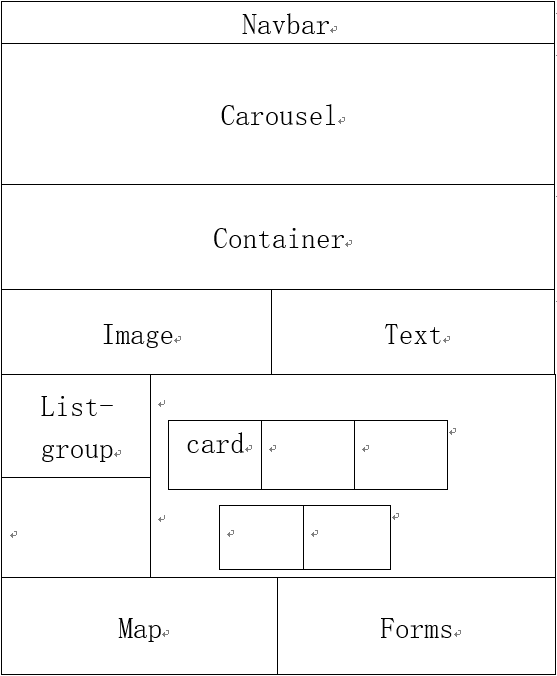 Navbar
Carousel
Container
Image
Text
List-
group
card
Map
Forms